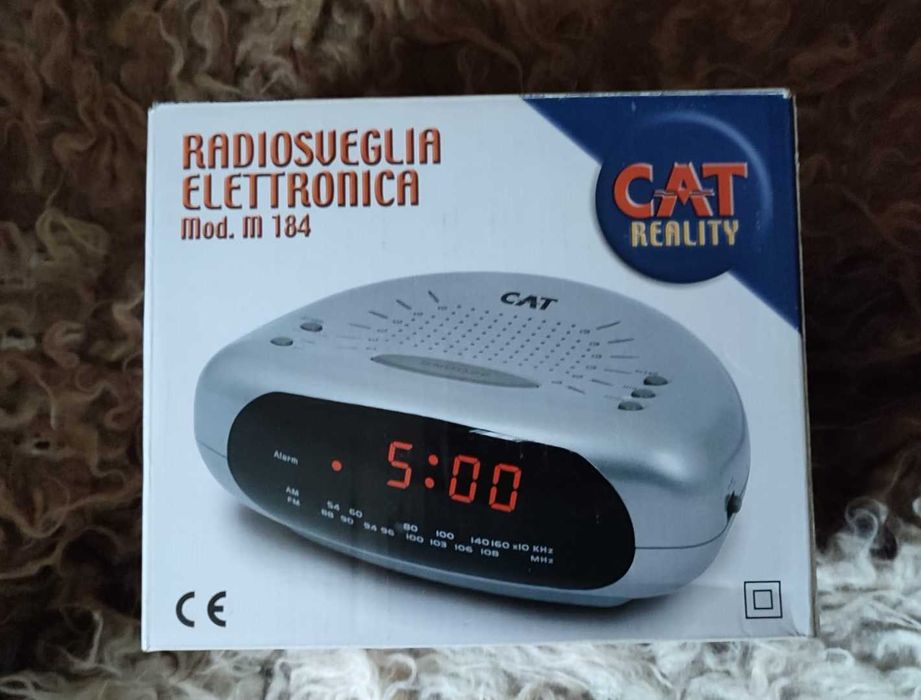 RADIOSVEGLIA
ELETTRONICA
Mod. M 184
CAT
REALITY
CAT
Alarm
5:00
AM
54 60 80 100 140 160 x10 KHz
FM
88 90 94 96 100 103 106 108 MHz
CE